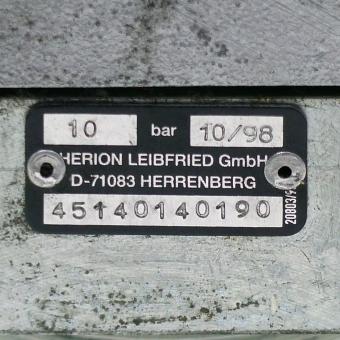 10 bar 10/98
HERION LEIBFRIED GmbH
D-71083 HERRENBERG
45140140190